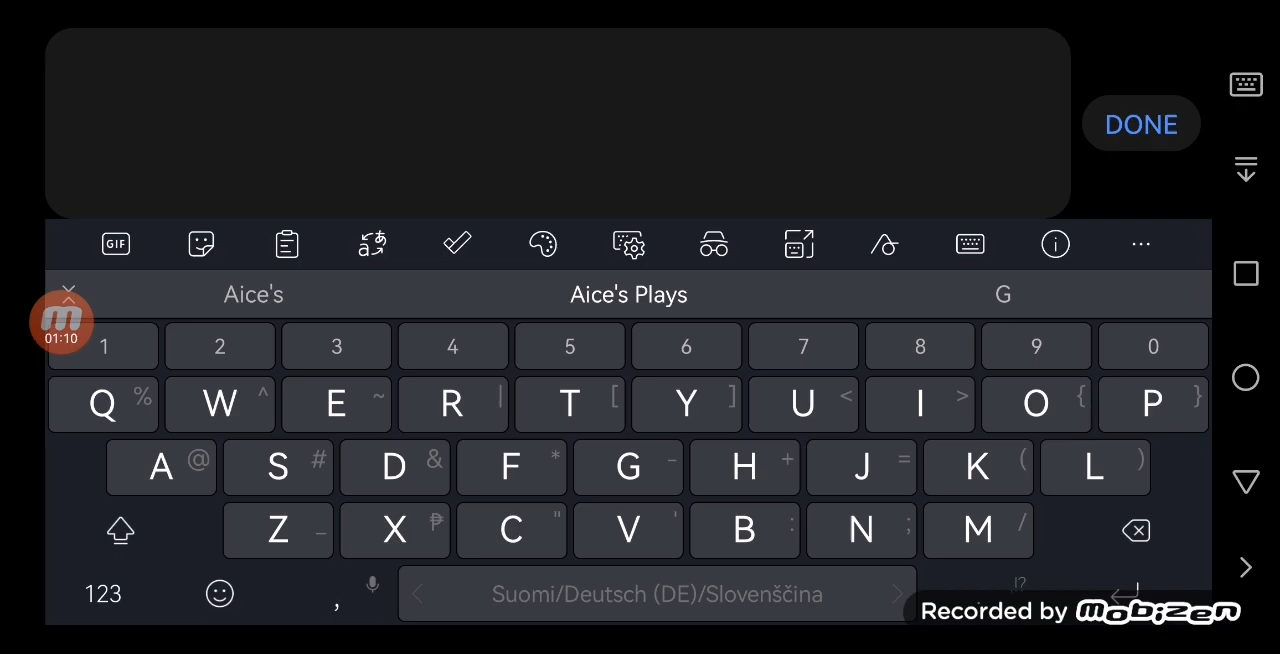 DONE
GIF
Aice's Aice's Plays G
01:10
1 2 3 4 5 6 7 8 9 0
Q % W ^ E ~ R | T [ Y ] U < I > O { P }
A @ S # D & F * G - H + J = K ( L )
Z _ X ₱ C " V ' B : N ; M /
123 , Suomi/Deutsch (DE)/Slovenščina !?
Recorded by mobizen